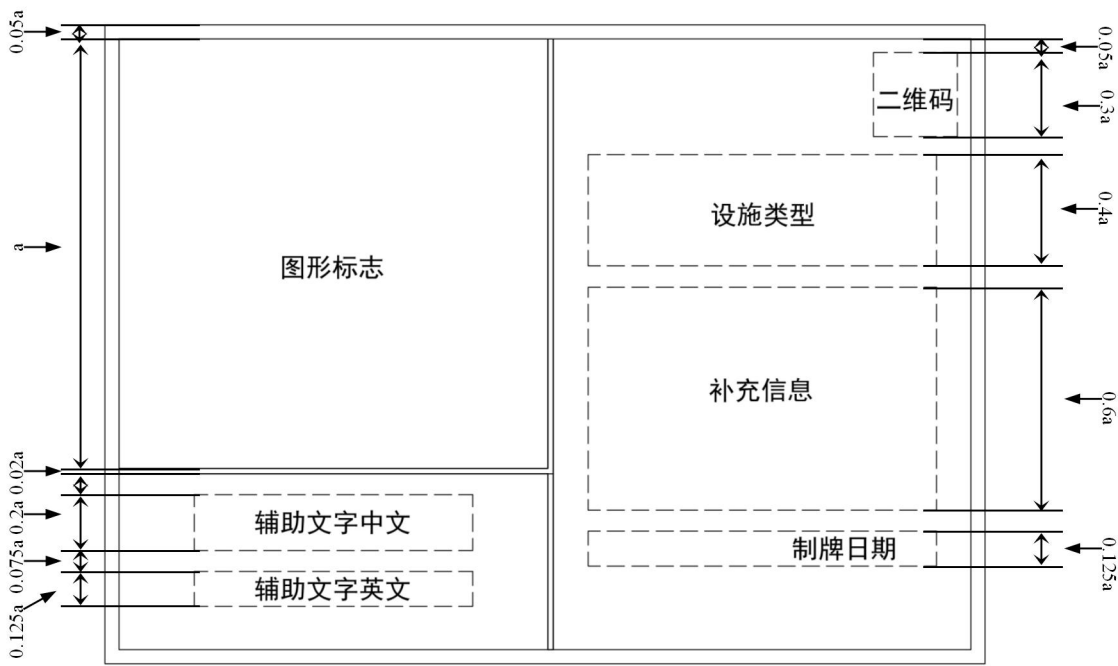 0.05a
a
0.02a
0.2a
0.075a
0.125a
图形标志
辅助文字中文
辅助文字英文
二维码
设施类型
补充信息
制牌日期
0.05a
0.3a
0.4a
0.6a
0.125a